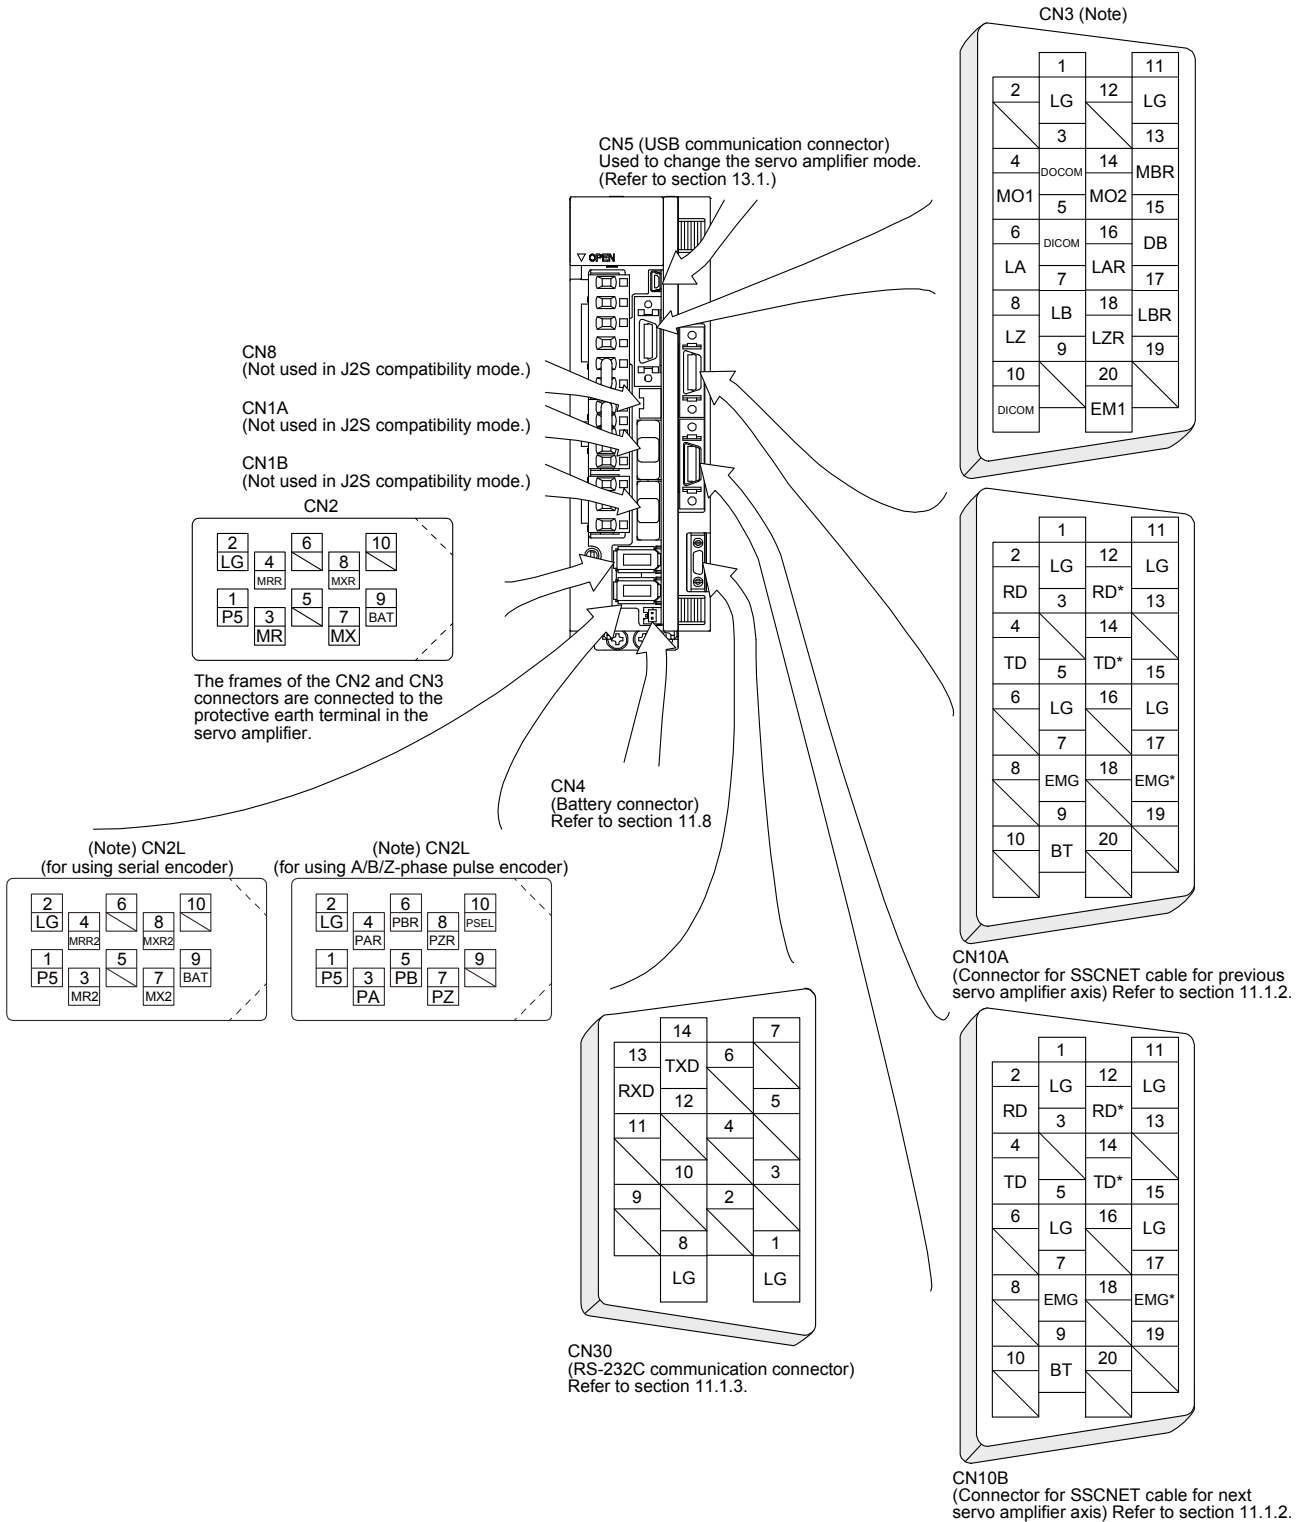 CN3 (Note)
1 11
2 LG 12 LG
3 13
4 DOCOM 14 MBR
MO1 5 MO2 15
6 DICOM 16 DB
LA 7 LAR 17
8 LB 18 LBR
LZ 9 LZR 19
10 20
DICOM EM1
CN5 (USB communication connector)
Used to change the servo amplifier mode.
(Refer to section 13.1.)
▽ OPEN
CN8
(Not used in J2S compatibility mode.)
CN1A
(Not used in J2S compatibility mode.)
CN1B
(Not used in J2S compatibility mode.)
CN2
2 6 10
LG 4 8
MRR MXR
1 5 9
P5 3 7 BAT
MR MX
The frames of the CN2 and CN3
connectors are connected to the
protective earth terminal in the
servo amplifier.
CN4
(Battery connector)
Refer to section 11.8
(Note) CN2L
(for using serial encoder)
2 6 10
LG 4 8
MRR2 MXR2
1 5 9
P5 3 7 BAT
MR2 MX2
(Note) CN2L
(for using A/B/Z-phase pulse encoder)
2 6 10
LG 4 PBR 8 PSEL
PAR PZR
1 5 9
P5 3 PB 7
PA PZ
1 11
2 LG 12 LG
RD 3 RD* 13
4 14
TD 5 TD* 15
6 LG 16 LG
7 17
8 EMG 18 EMG*
9 19
10 BT 20
CN10A
(Connector for SSCNET cable for previous
servo amplifier axis) Refer to section 11.1.2.
14 7
13 TXD 6
RXD 12 5
11 4
10 3
9 2
8 1
LG LG
CN30
(RS-232C communication connector)
Refer to section 11.1.3.
1 11
2 LG 12 LG
RD 3 RD* 13
4 14
TD 5 TD* 15
6 LG 16 LG
7 17
8 EMG 18 EMG*
9 19
10 BT 20
CN10B
(Connector for SSCNET cable for next
servo amplifier axis) Refer to section 11.1.2.